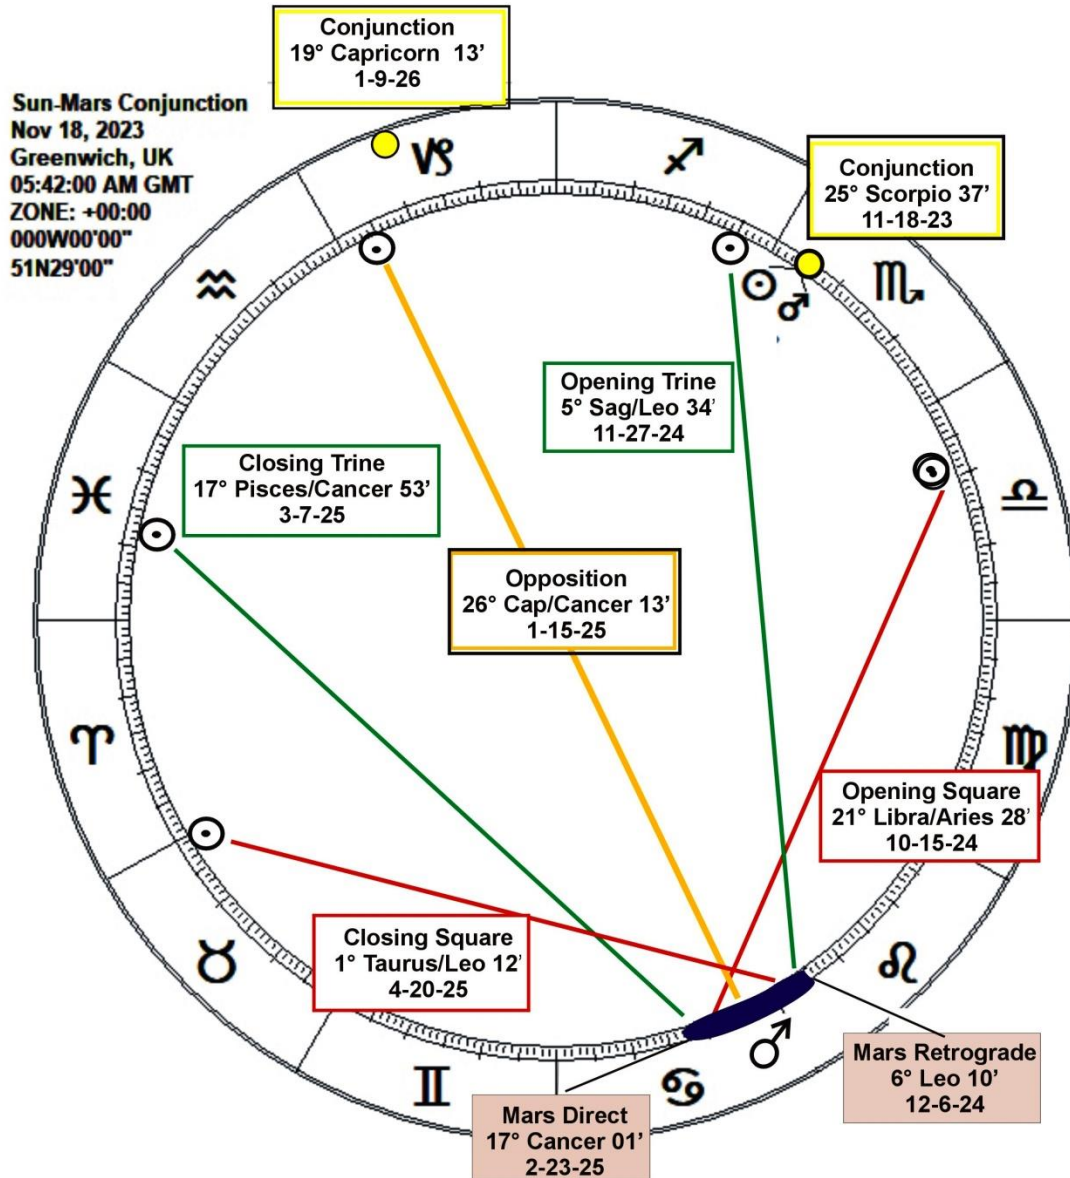 Conjunction
19° Capricorn 13’
1-9-26
Sun-Mars Conjunction
Nov 18, 2023
Greenwich, UK
05:42:00 AM GMT
ZONE: +00:00
000W00'00"
51N29'00"
Conjunction
25° Scorpio 37’
11-18-23
Opening Trine
5° Sag/Leo 34’
11-27-24
Closing Trine
17° Pisces/Cancer 53’
3-7-25
Opposition
26° Cap/Cancer 13’
1-15-25
Opening Square
21° Libra/Aries 28’
10-15-24
Closing Square
1° Taurus/Leo 12’
4-20-25
Mars Retrograde
6° Leo 10’
12-6-24
Mars Direct
17° Cancer 01’
2-23-25